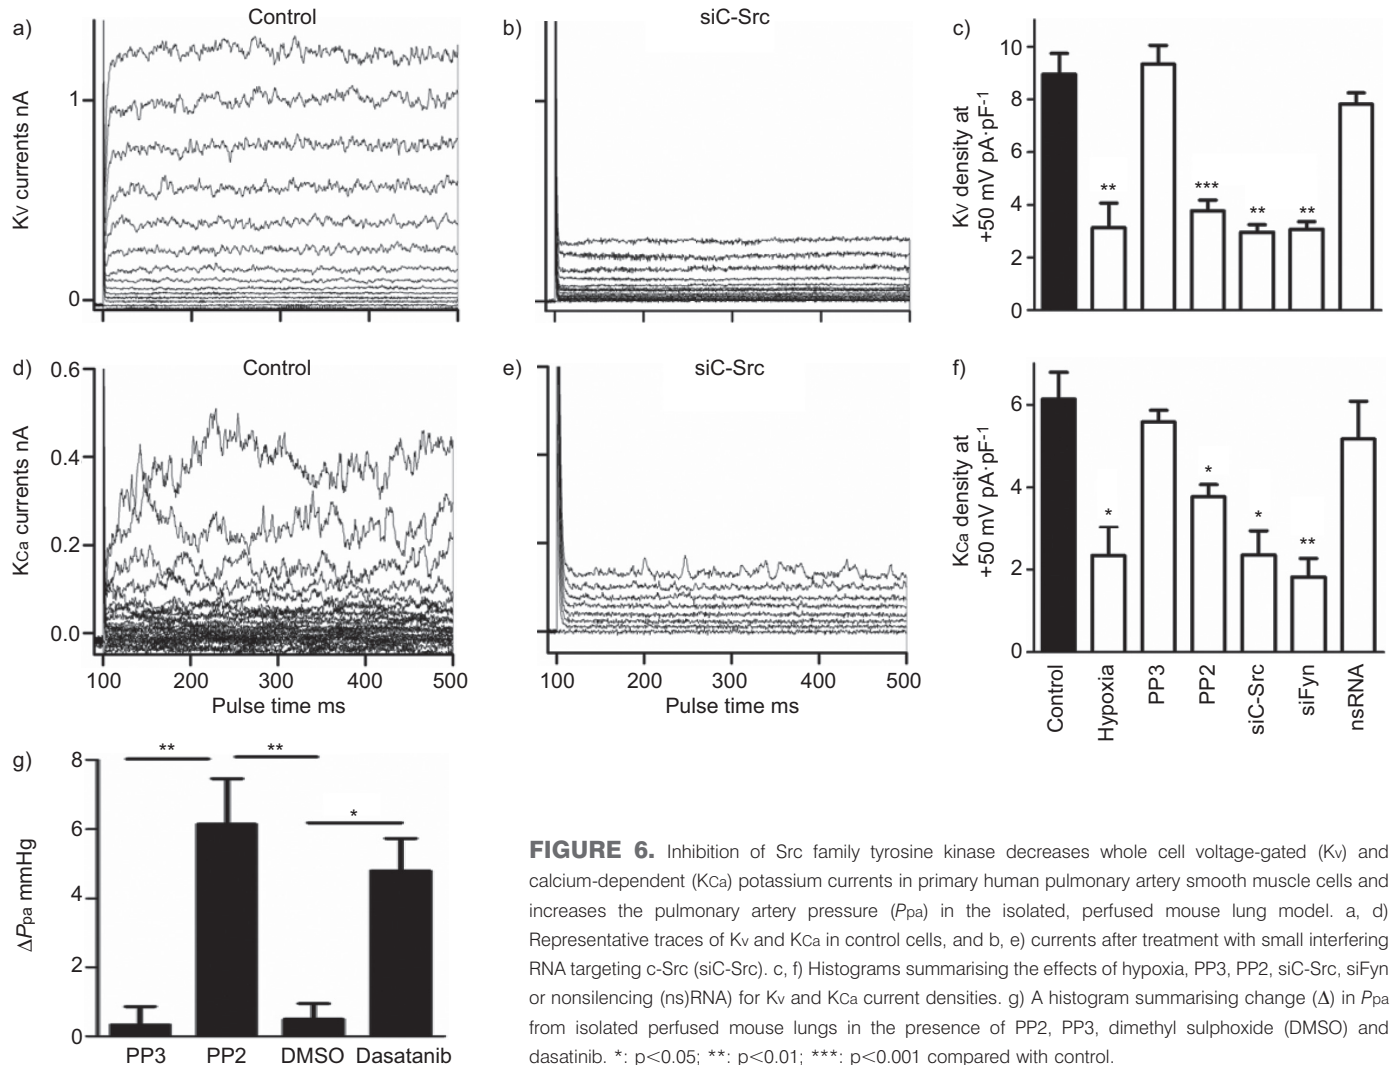 a)
Control
Kv currents nA
1
0
b)
siC-Src
c)
Kv density at
+50 mV pA·pF-1
10
8
6
4
2
0
**
***
**
**
d)
Control
KCa currents nA
0.6
0.4
0.2
0.0
100 200 300 400 500
Pulse time ms
e)
siC-Src
100 200 300 400 500
Pulse time ms
f)
KCa density at
+50 mV pA·pF-1
6
4
2
0
*
*
*
**
Control
Hypoxia
PP3
PP2
siC-Src
siFyn
nsRNA
g)
ΔPpa mmHg
8
6
4
2
0
**
**
*
PP3 PP2 DMSO Dasatanib
FIGURE 6. Inhibition of Src family tyrosine kinase decreases whole cell voltage-gated (Kv) and
calcium-dependent (KCa) potassium currents in primary human pulmonary artery smooth muscle cells and
increases the pulmonary artery pressure (Ppa) in the isolated, perfused mouse lung model. a, d)
Representative traces of Kv and KCa in control cells, and b, e) currents after treatment with small interfering
RNA targeting c-Src (siC-Src). c, f) Histograms summarising the effects of hypoxia, PP3, PP2, siC-Src, siFyn
or nonsilencing (ns)RNA) for Kv and KCa current densities. g) A histogram summarising change (Δ) in Ppa
from isolated perfused mouse lungs in the presence of PP2, PP3, dimethyl sulphoxide (DMSO) and
dasatinib. *: p<0.05; **: p<0.01; ***: p<0.001 compared with control.